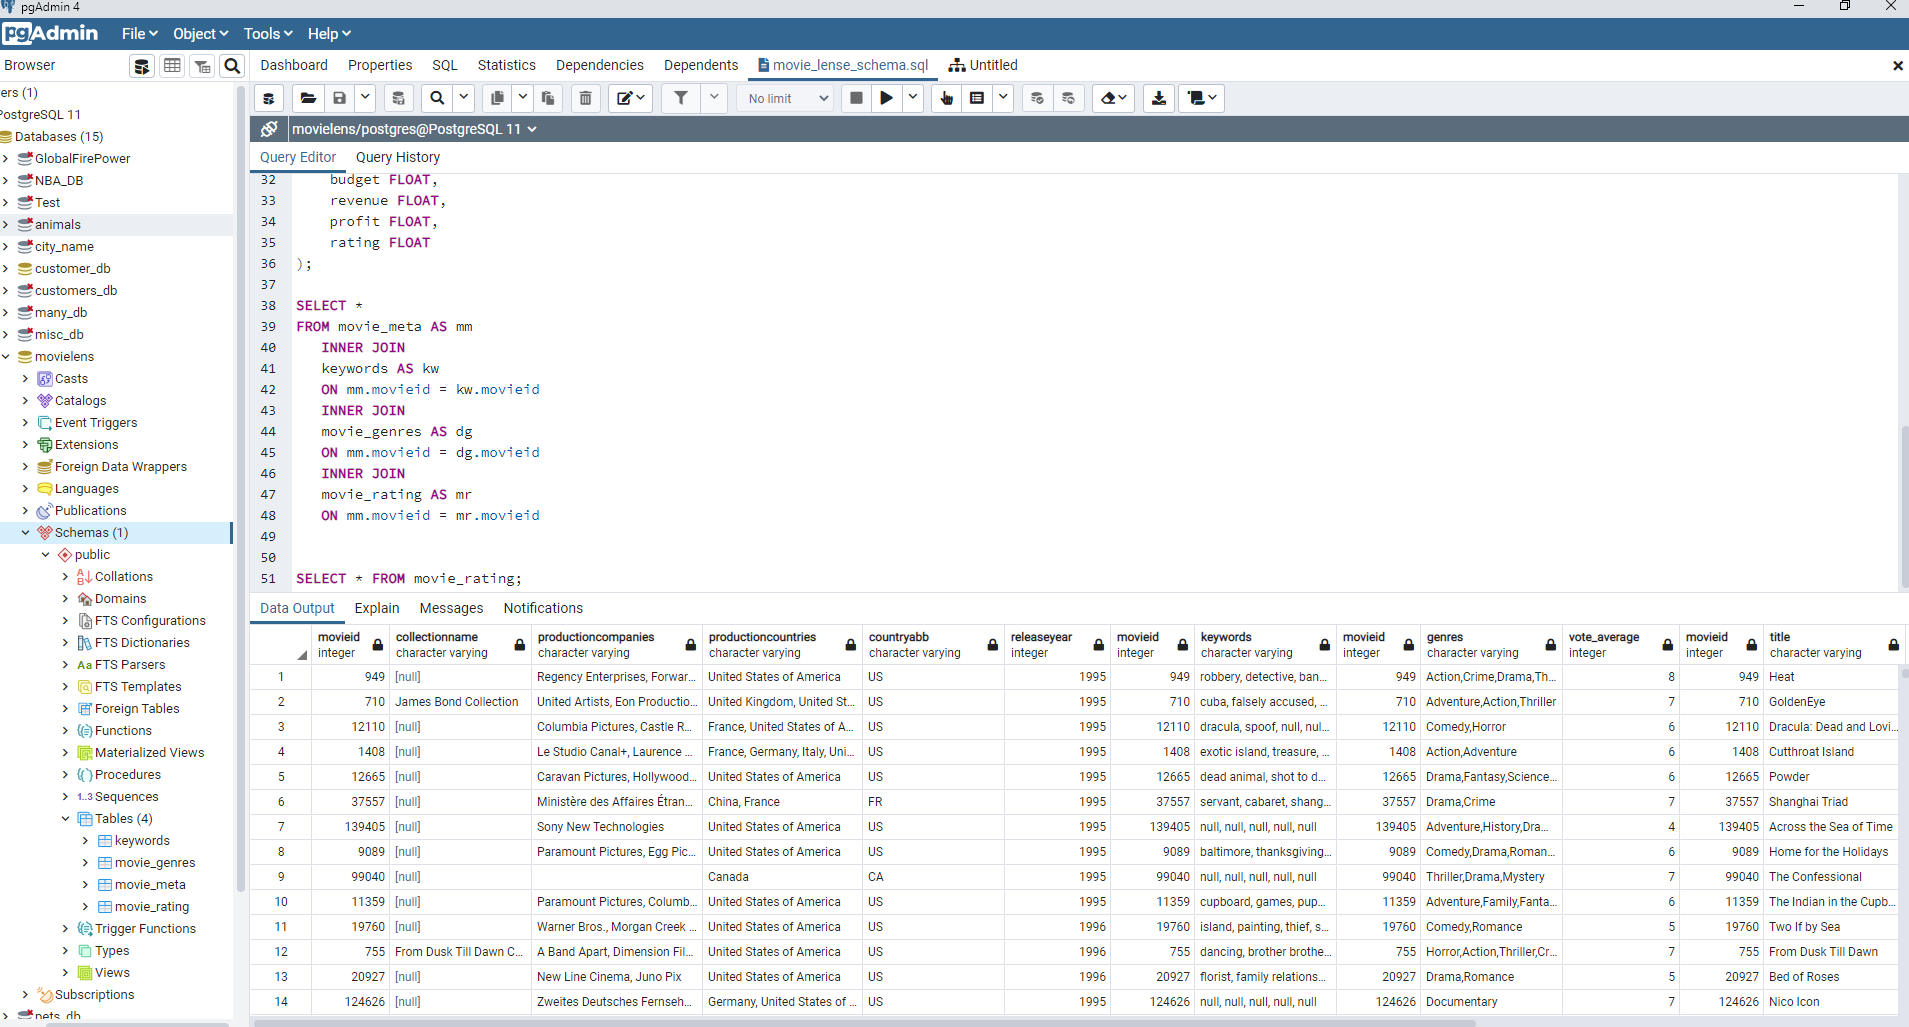 pgAdmin 4
pgAdmin File Object Tools Help
Browser
Dashboard Properties SQL Statistics Dependencies Dependents movie_lense_schema.sql Untitled
No limit
movielens/postgres@PostgreSQL 11
Query Editor Query History
ers (1)
PostgreSQL 11
Databases (15)
GlobalFirePower
NBA_DB
Test
animals
city_name
customer_db
customers_db
many_db
misc_db
movielens
Casts
Catalogs
Event Triggers
Extensions
Foreign Data Wrappers
Languages
Publications
Schemas (1)
public
Collations
Domains
FTS Configurations
FTS Dictionaries
Aa FTS Parsers
FTS Templates
Foreign Tables
Functions
Materialized Views
Procedures
1..3 Sequences
Tables (4)
keywords
movie_genres
movie_meta
movie_rating
Trigger Functions
Types
Views
Subscriptions
pets_db
32 budget FLOAT,
33 revenue FLOAT,
34 profit FLOAT,
35 rating FLOAT
36 );
37
38 SELECT *
39 FROM movie_meta AS mm
40 INNER JOIN
41 keywords AS kw
42 ON mm.movieid = kw.movieid
43 INNER JOIN
44 movie_genres AS dg
45 ON mm.movieid = dg.movieid
46 INNER JOIN
47 movie_rating AS mr
48 ON mm.movieid = mr.movieid
49
50
51 SELECT * FROM movie_rating;
Data Output Explain Messages Notifications
movieid collectionname productioncompanies productioncountries countryabb releaseyear movieid keywords movieid genres vote_average movieid title
integer character varying character varying character varying character varying integer integer character varying integer character varying integer integer character varying
1 949 [null] Regency Enterprises, Forwar... United States of America US 1995 949 robbery, detective, ban... 949 Action,Crime,Drama,Th... 8 949 Heat
2 710 James Bond Collection United Artists, Eon Productio... United Kingdom, United St... US 1995 710 cuba, falsely accused, ... 710 Adventure,Action,Thriller 7 710 GoldenEye
3 12110 [null] Columbia Pictures, Castle R... France, United States of A... US 1995 12110 dracula, spoof, null, nul... 12110 Comedy,Horror 6 12110 Dracula: Dead and Lovi...
4 1408 [null] Le Studio Canal+, Laurence ... France, Germany, Italy, Uni... US 1995 1408 exotic island, treasure, ... 1408 Action,Adventure 6 1408 Cutthroat Island
5 12665 [null] Caravan Pictures, Hollywood... United States of America US 1995 12665 dead animal, shot to d... 12665 Drama,Fantasy,Science... 6 12665 Powder
6 37557 [null] Ministère des Affaires Étran... China, France FR 1995 37557 servant, cabaret, shang... 37557 Drama,Crime 7 37557 Shanghai Triad
7 139405 [null] Sony New Technologies United States of America US 1995 139405 null, null, null, null, null 139405 Adventure,History,Dra... 4 139405 Across the Sea of Time
8 9089 [null] Paramount Pictures, Egg Pic... United States of America US 1995 9089 baltimore, thanksgiving... 9089 Comedy,Drama,Roman... 6 9089 Home for the Holidays
9 99040 [null] Canada CA 1995 99040 null, null, null, null, null 99040 Thriller,Drama,Mystery 7 99040 The Confessional
10 11359 [null] Paramount Pictures, Columb... United States of America US 1995 11359 cupboard, games, pup... 11359 Adventure,Family,Fanta... 6 11359 The Indian in the Cupb...
11 19760 [null] Warner Bros., Morgan Creek ... United States of America US 1996 19760 island, painting, thief, s... 19760 Comedy,Romance 5 19760 Two If by Sea
12 755 From Dusk Till Dawn C... A Band Apart, Dimension Fil... United States of America US 1996 755 dancing, brother brothe... 755 Horror,Action,Thriller,Cr... 7 755 From Dusk Till Dawn
13 20927 [null] New Line Cinema, Juno Pix United States of America US 1996 20927 florist, family relations... 20927 Drama,Romance 5 20927 Bed of Roses
14 124626 [null] Zweites Deutsches Fernseh... Germany, United States of ... US 1995 124626 null, null, null, null, null 124626 Documentary 7 124626 Nico Icon